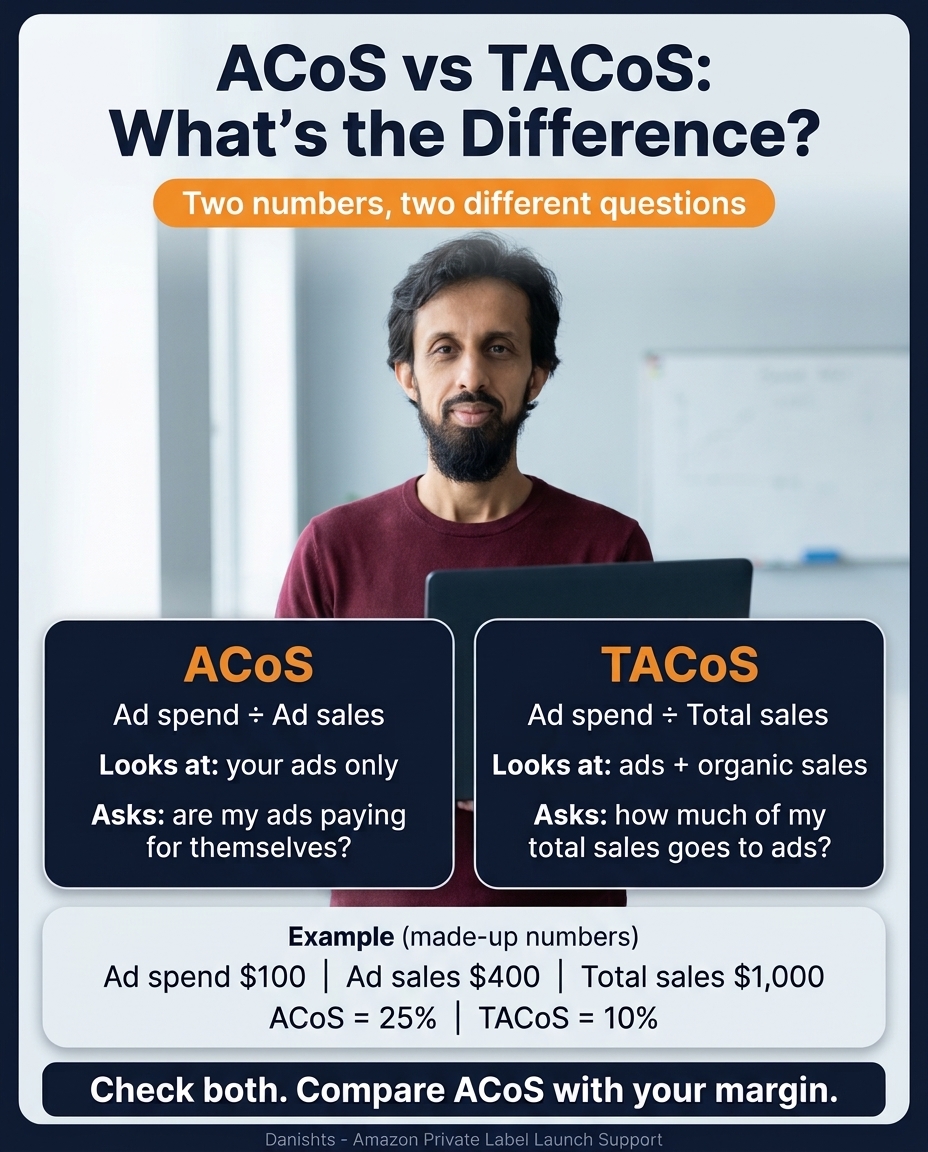 ACoS vs TACoS:
What’s the Difference?
Two numbers, two different questions
ACoS
Ad spend ÷ Ad sales
Looks at: your ads only
Asks: are my ads paying
for themselves?
TACoS
Ad spend ÷ Total sales
Looks at: ads + organic sales
Asks: how much of my
total sales goes to ads?
Example (made-up numbers)
Ad spend $100 | Ad sales $400 | Total sales $1,000
ACoS = 25% | TACoS = 10%
Check both. Compare ACoS with your margin.
Danishts - Amazon Private Label Launch Support